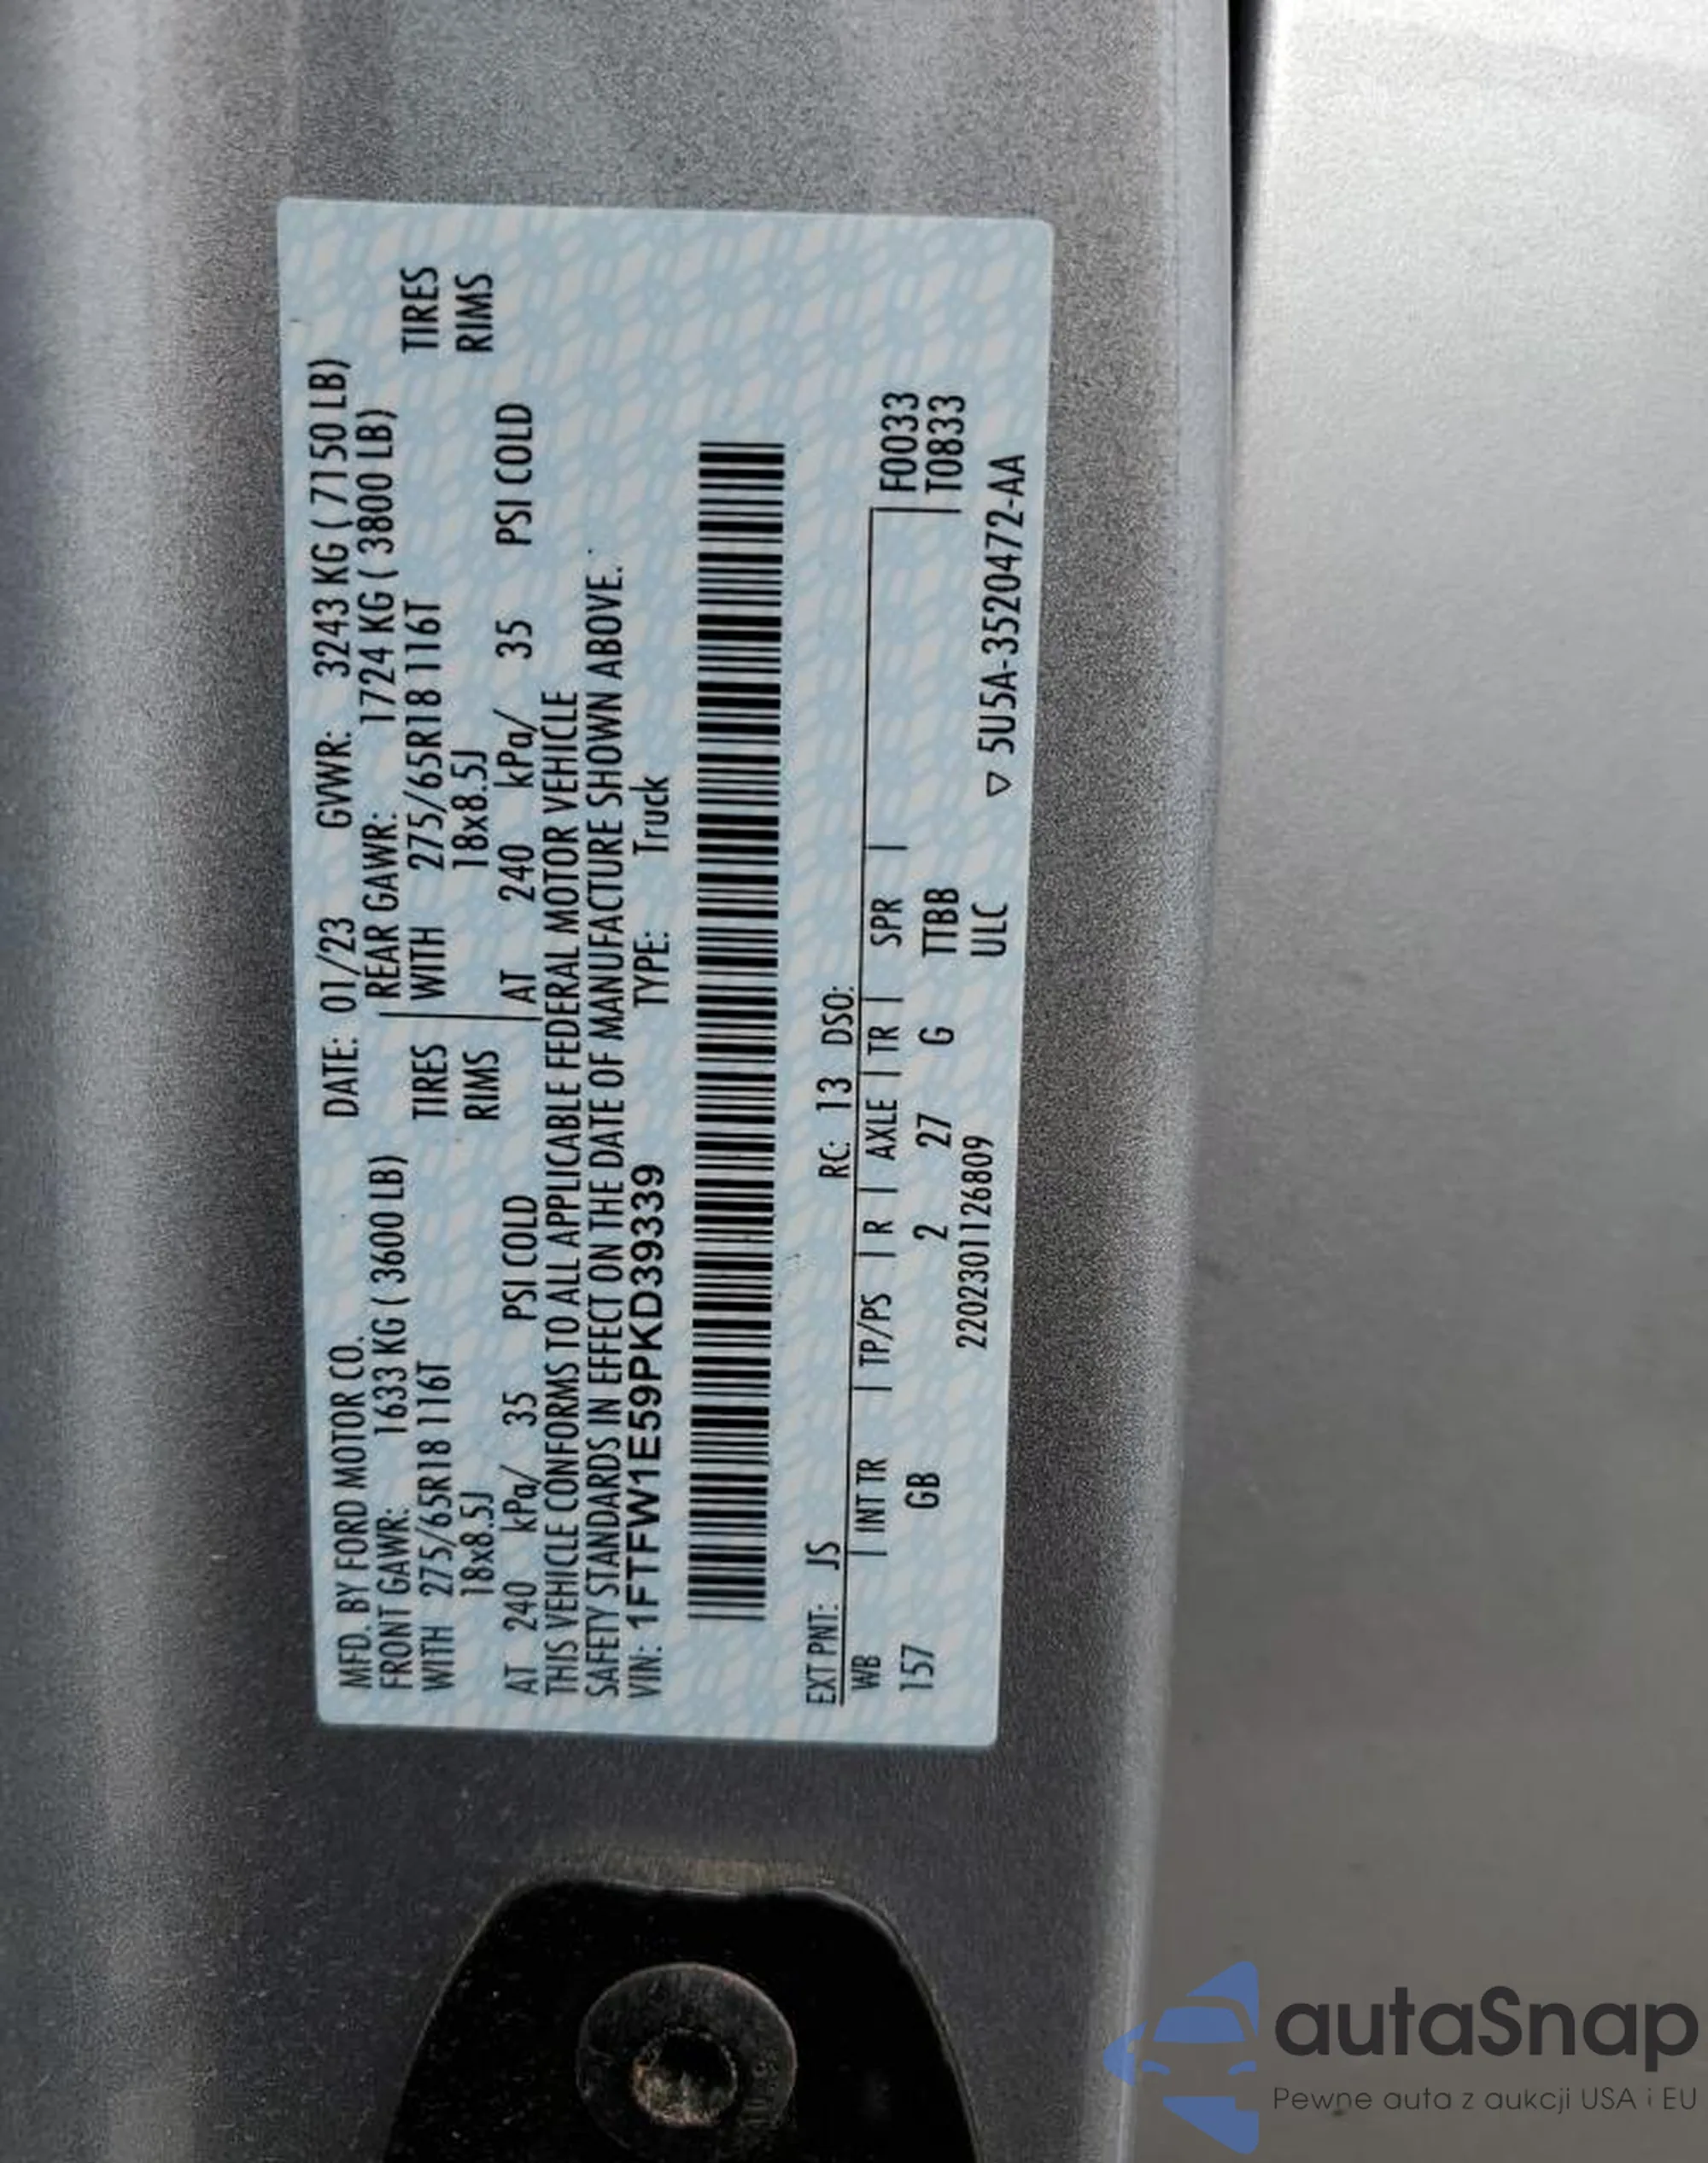 MFD. BY FORD MOTOR CO. DATE: 01/23 GVWR: 3243 KG ( 7150 LB)
FRONT GAWR: 1633 KG ( 3600 LB) REAR GAWR: 1724 KG ( 3800 LB)
WITH 275/65R18 116T TIRES WITH 275/65R18 116T TIRES
18x8.5J RIMS 18x8.5J RIMS
AT 240 kPa/ 35 PSI COLD AT 240 kPa/ 35 PSI COLD
THIS VEHICLE CONFORMS TO ALL APPLICABLE FEDERAL MOTOR VEHICLE
SAFETY STANDARDS IN EFFECT ON THE DATE OF MANUFACTURE SHOWN ABOVE.
VIN: 1FTFW1E59PKD39339 TYPE: Truck
EXT PNT: JS RC: 13 DSO:
WB | INT TR | TP/PS | R | AXLE | TR | SPR | F0033
157 GB 2 27 G TTBB T0833
2202301126809 ULC
▽ 5U5A-3520472-AA
autaSnap
Pewne auta z aukcji USA i EU